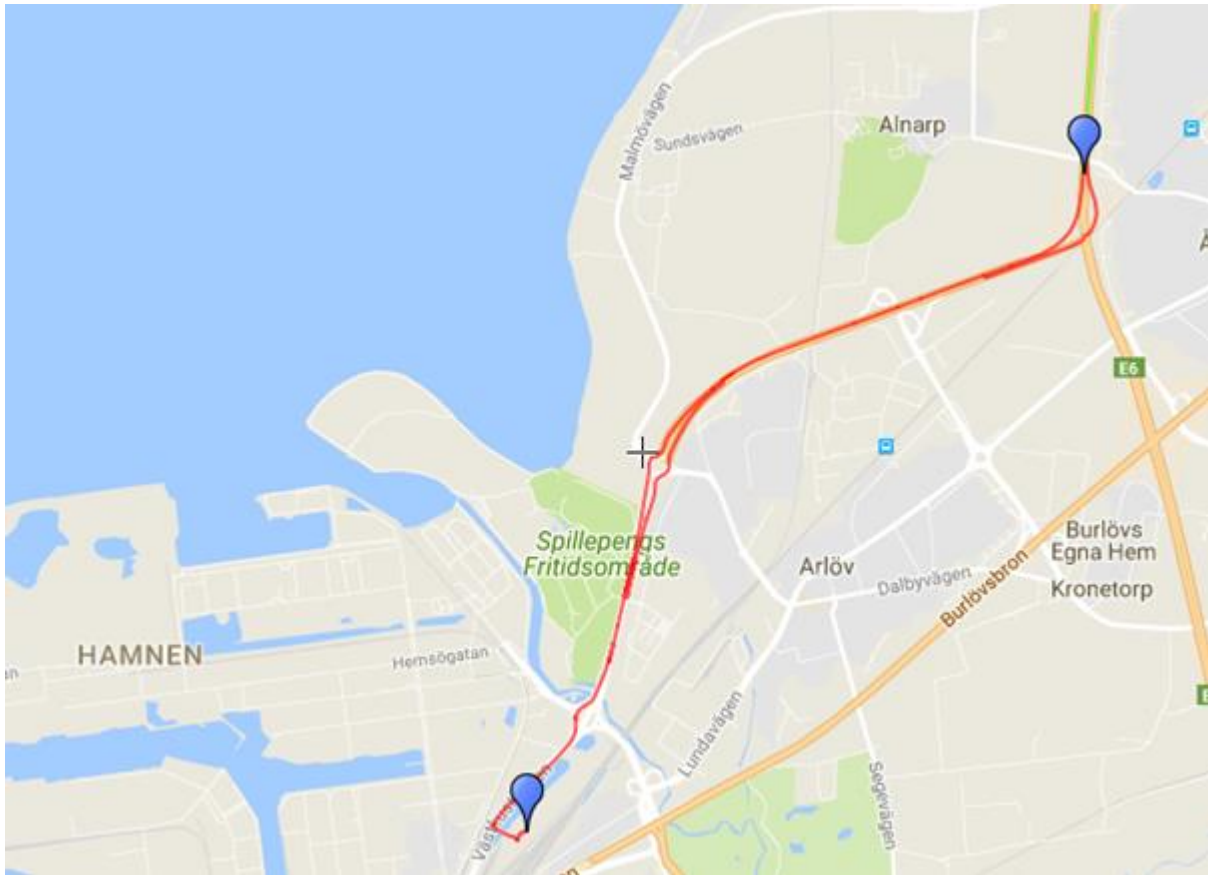 Alnarp
Sundsvägen
Malmövägen
E6
Spillepengs
Fritidsområde
Arlöv
Dalbyvägen
Burlövs
Egna Hem
Kronetorp
Burlövsbron
HAMNEN
Hemsögatan
Lundavägen
Segevägen